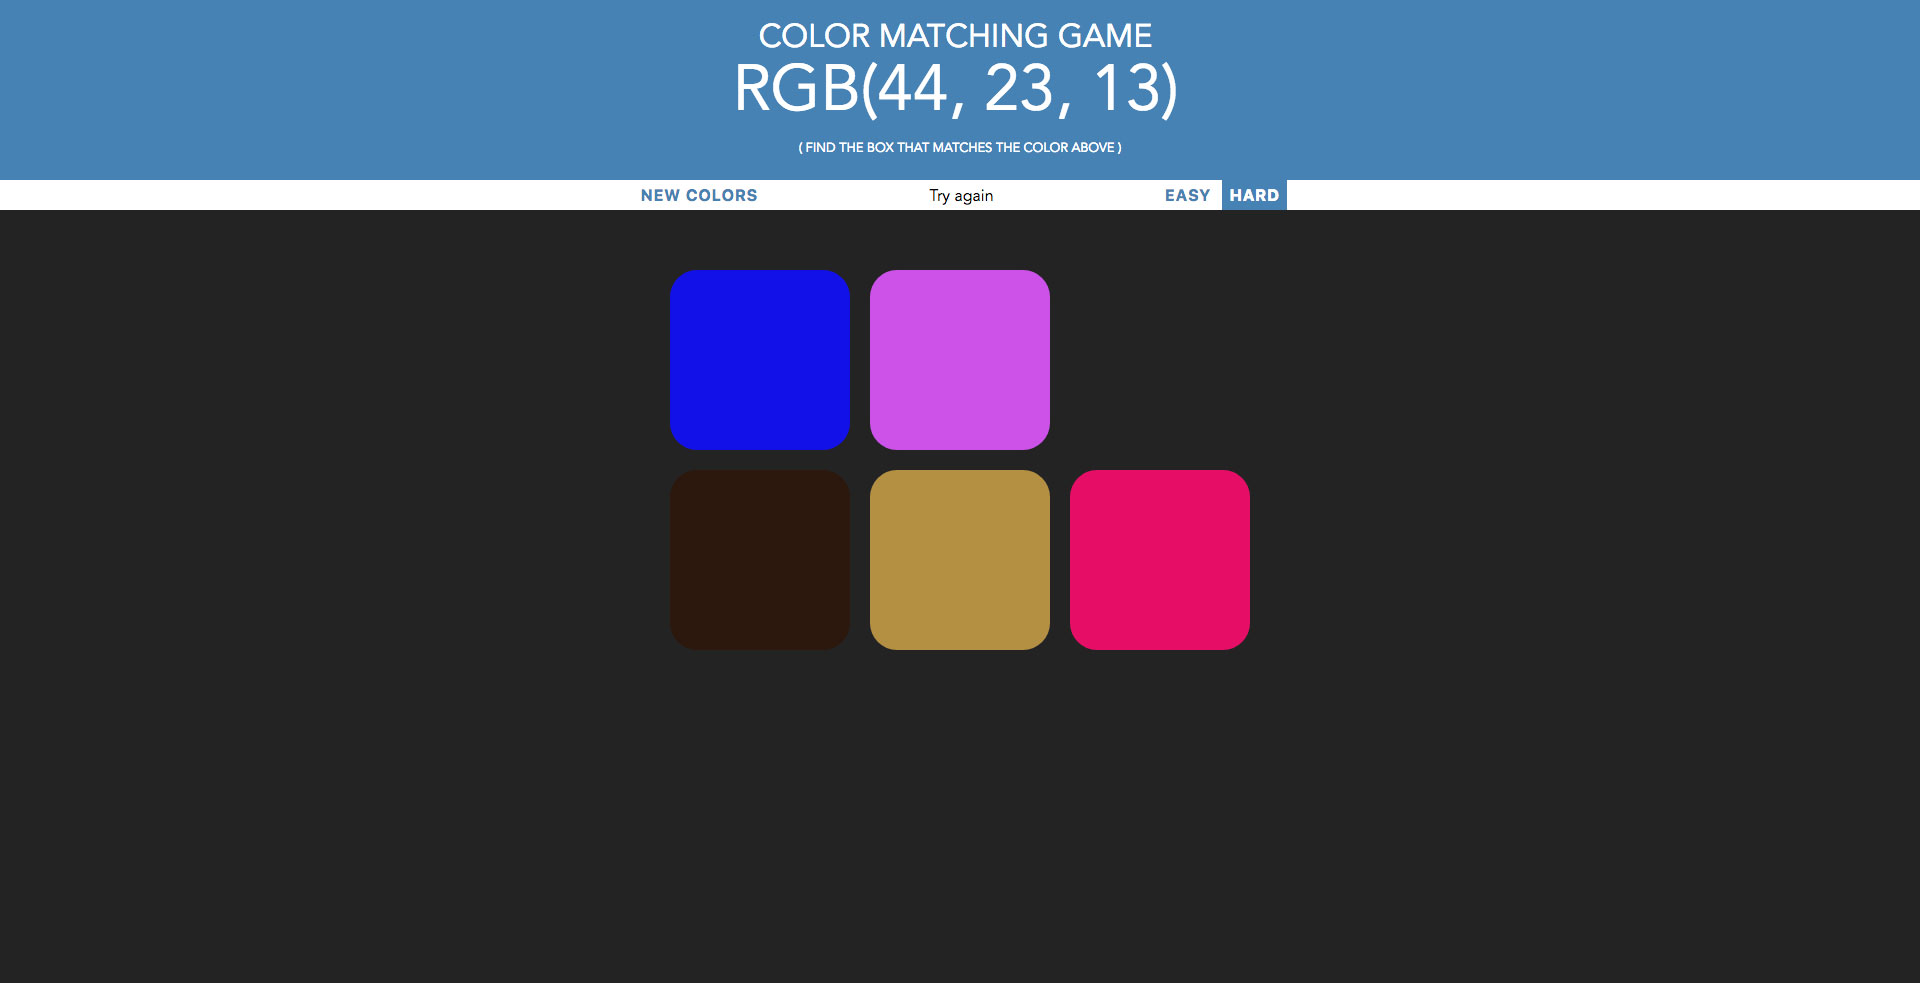 COLOR MATCHING GAME
RGB(44, 23, 13)
( FIND THE BOX THAT MATCHES THE COLOR ABOVE )
NEW COLORS Try again EASY HARD